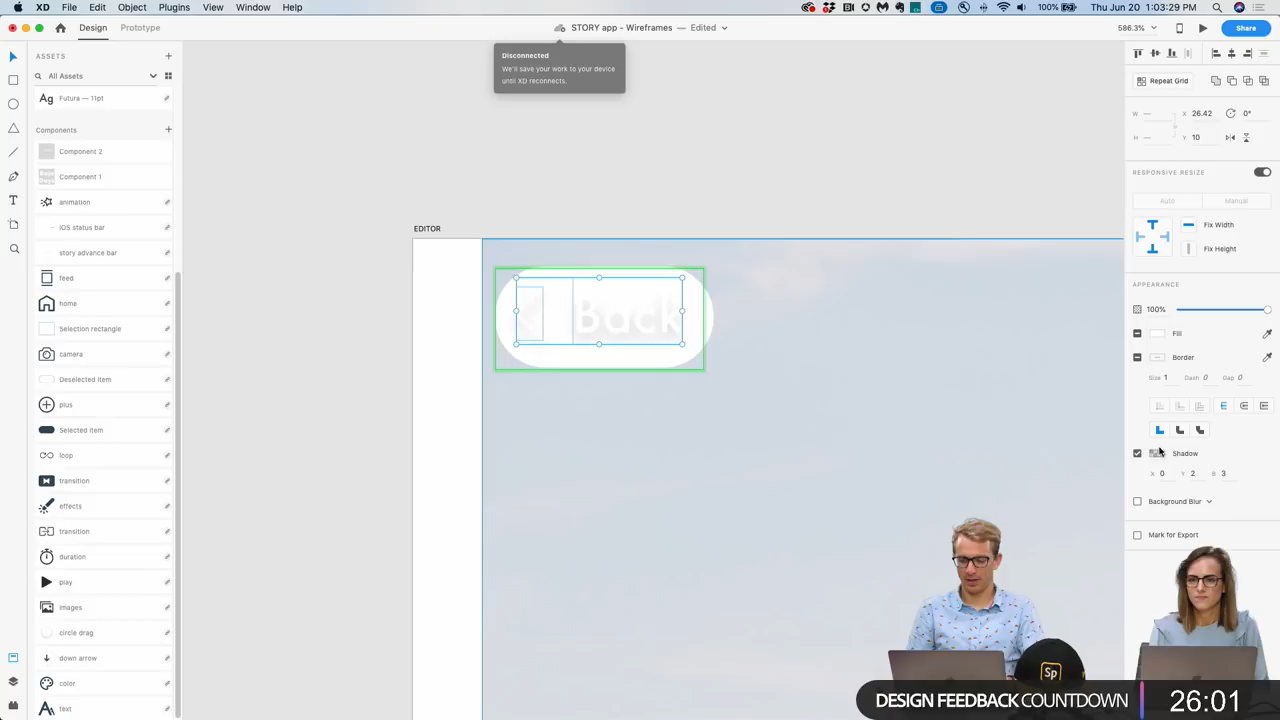 XD File Edit Object Plugins View Window Help 100% Thu Jun 20 1:03:29 PM
Design Prototype STORY app - Wireframes — Edited 586.3% Share
Disconnected
We'll save your work to your device
until XD reconnects.
ASSETS
All Assets
Ag Futura — 11pt
Components
Component 2
Component 1
animation
iOS status bar
story advance bar
feed
home
Selection rectangle
camera
Deselected item
plus
Selected item
loop
transition
effects
transition
duration
play
images
circle drag
down arrow
color
text
EDITOR
Back
Repeat Grid
W — X 26.42 0°
H — Y 10
RESPONSIVE RESIZE
Auto Manual
Fix Width
Fix Height
APPEARANCE
100%
Fill
Border
Size 1 Dash 0 Gap 0
Shadow
X 0 Y 2 B 3
Background Blur
Mark for Export
Sp
DESIGN FEEDBACK COUNTDOWN 26:01